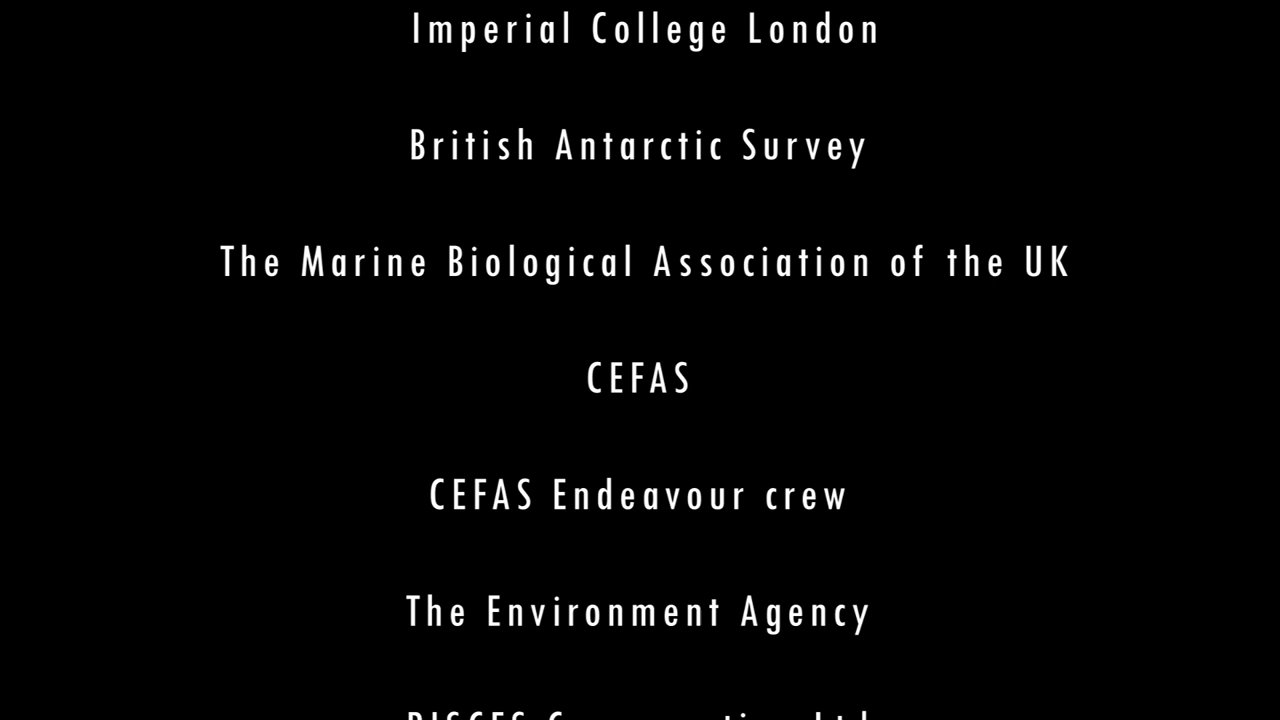 Imperial College London
British Antarctic Survey
The Marine Biological Association of the UK
CEFAS
CEFAS Endeavour crew
The Environment Agency